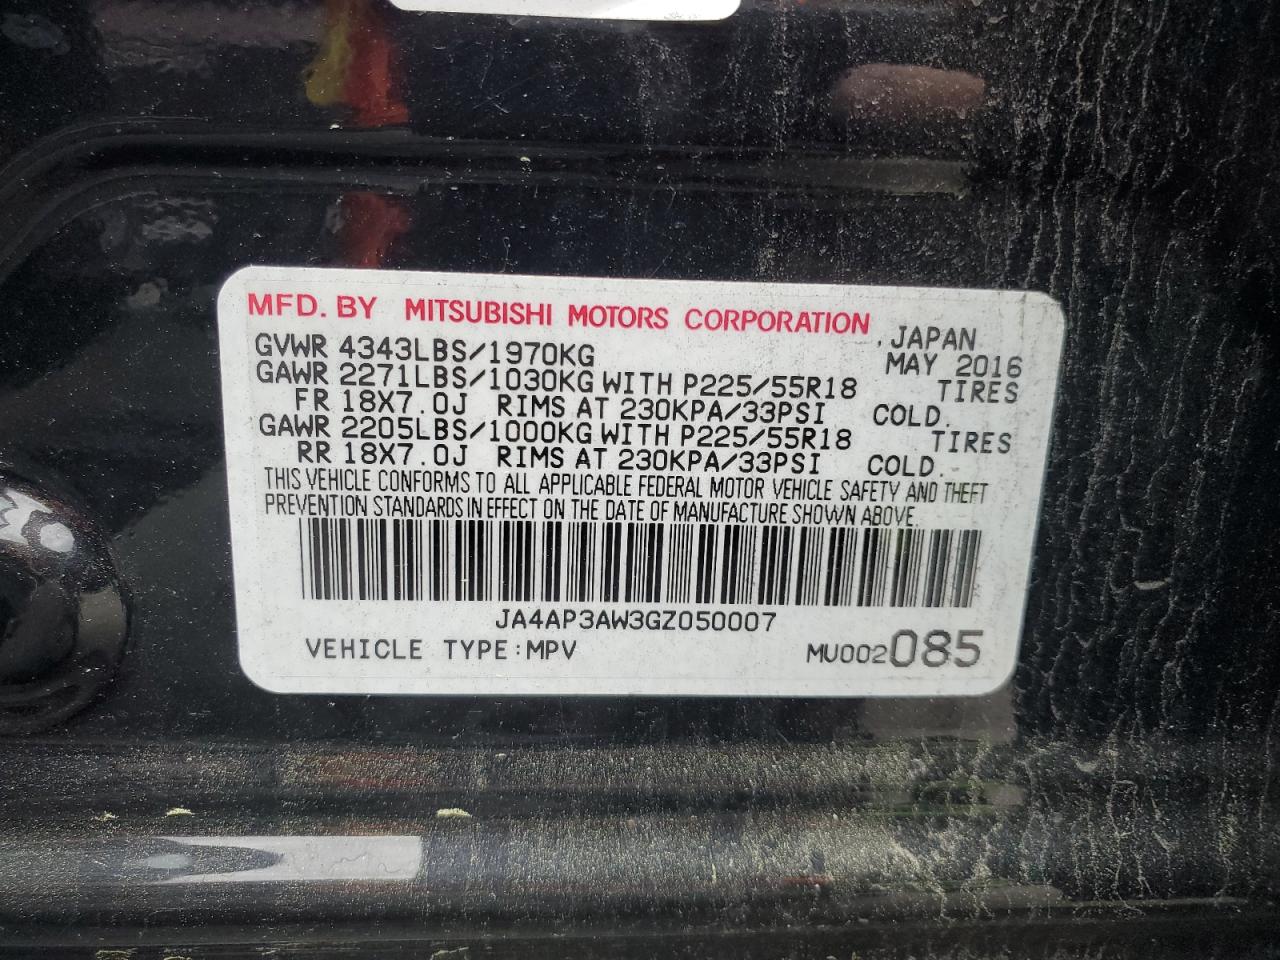 MFD. BY MITSUBISHI MOTORS CORPORATION
GVWR 4343LBS/1970KG , JAPAN
MAY 2016
GAWR 2271LBS/1030KG WITH P225/55R18 TIRES
FR 18X7.0J RIMS AT 230KPA/33PSI COLD.
GAWR 2205LBS/1000KG WITH P225/55R18 TIRES
RR 18X7.0J RIMS AT 230KPA/33PSI COLD.
THIS VEHICLE CONFORMS TO ALL APPLICABLE FEDERAL MOTOR VEHICLE SAFETY AND THEFT
PREVENTION STANDARDS IN EFFECT ON THE DATE OF MANUFACTURE SHOWN ABOVE.
JA4AP3AW3GZ050007
VEHICLE TYPE:MPV MU002085